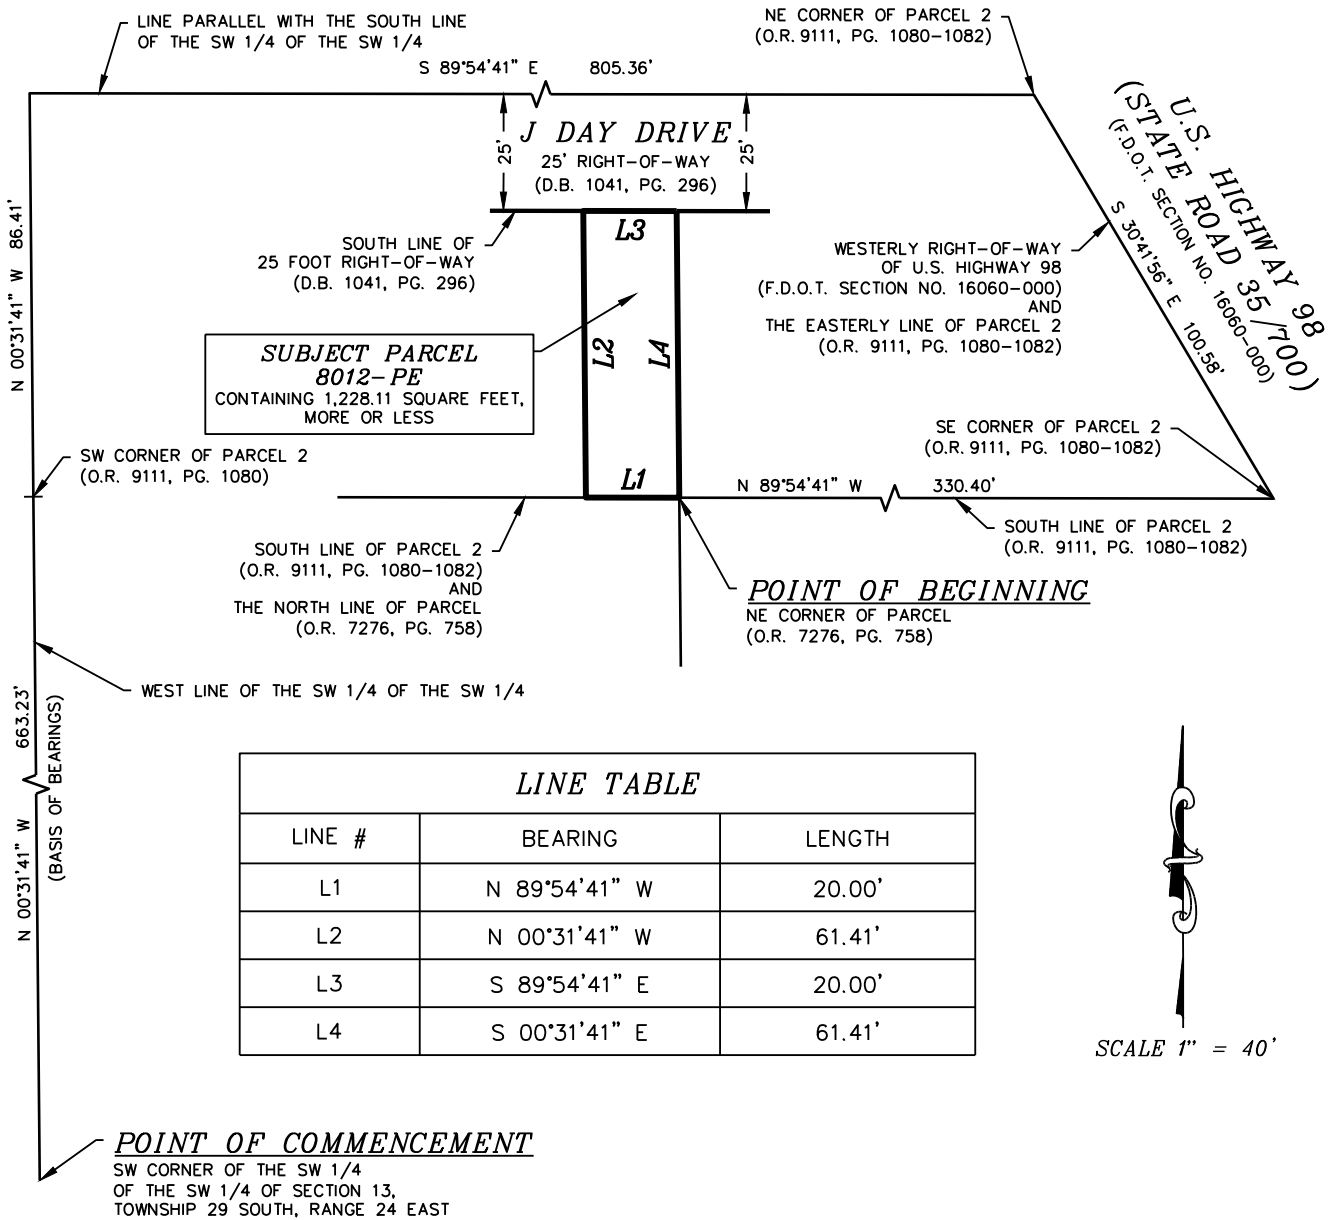 LINE PARALLEL WITH THE SOUTH LINE
OF THE SW 1/4 OF THE SW 1/4
NE CORNER OF PARCEL 2
(O.R. 9111, PG. 1080-1082)
S 89°54'41" E 805.36'
J DAY DRIVE
25' RIGHT-OF-WAY
(D.B. 1041, PG. 296)
25'
25'
U.S. HIGHWAY 98
(STATE ROAD 35/700)
(F.D.O.T. SECTION NO. 16060-000)
S 30°41'56" E 100.58'
N 00°31'41" W 86.41'
SOUTH LINE OF
25 FOOT RIGHT-OF-WAY
(D.B. 1041, PG. 296)
L3
WESTERLY RIGHT-OF-WAY
OF U.S. HIGHWAY 98
(F.D.O.T. SECTION NO. 16060-000)
AND
THE EASTERLY LINE OF PARCEL 2
(O.R. 9111, PG. 1080-1082)
SUBJECT PARCEL
8012-PE
CONTAINING 1,228.11 SQUARE FEET,
MORE OR LESS
L2
L4
SE CORNER OF PARCEL 2
(O.R. 9111, PG. 1080-1082)
SW CORNER OF PARCEL 2
(O.R. 9111, PG. 1080)
L1
N 89°54'41" W 330.40'
SOUTH LINE OF PARCEL 2
(O.R. 9111, PG. 1080-1082)
SOUTH LINE OF PARCEL 2
(O.R. 9111, PG. 1080-1082)
AND
THE NORTH LINE OF PARCEL
(O.R. 7276, PG. 758)
POINT OF BEGINNING
NE CORNER OF PARCEL
(O.R. 7276, PG. 758)
WEST LINE OF THE SW 1/4 OF THE SW 1/4
N 00°31'41" W 663.23'
(BASIS OF BEARINGS)
LINE TABLE
LINE # BEARING LENGTH
L1 N 89°54'41" W 20.00'
L2 N 00°31'41" W 61.41'
L3 S 89°54'41" E 20.00'
L4 S 00°31'41" E 61.41'
SCALE 1" = 40'
POINT OF COMMENCEMENT
SW CORNER OF THE SW 1/4
OF THE SW 1/4 OF SECTION 13,
TOWNSHIP 29 SOUTH, RANGE 24 EAST